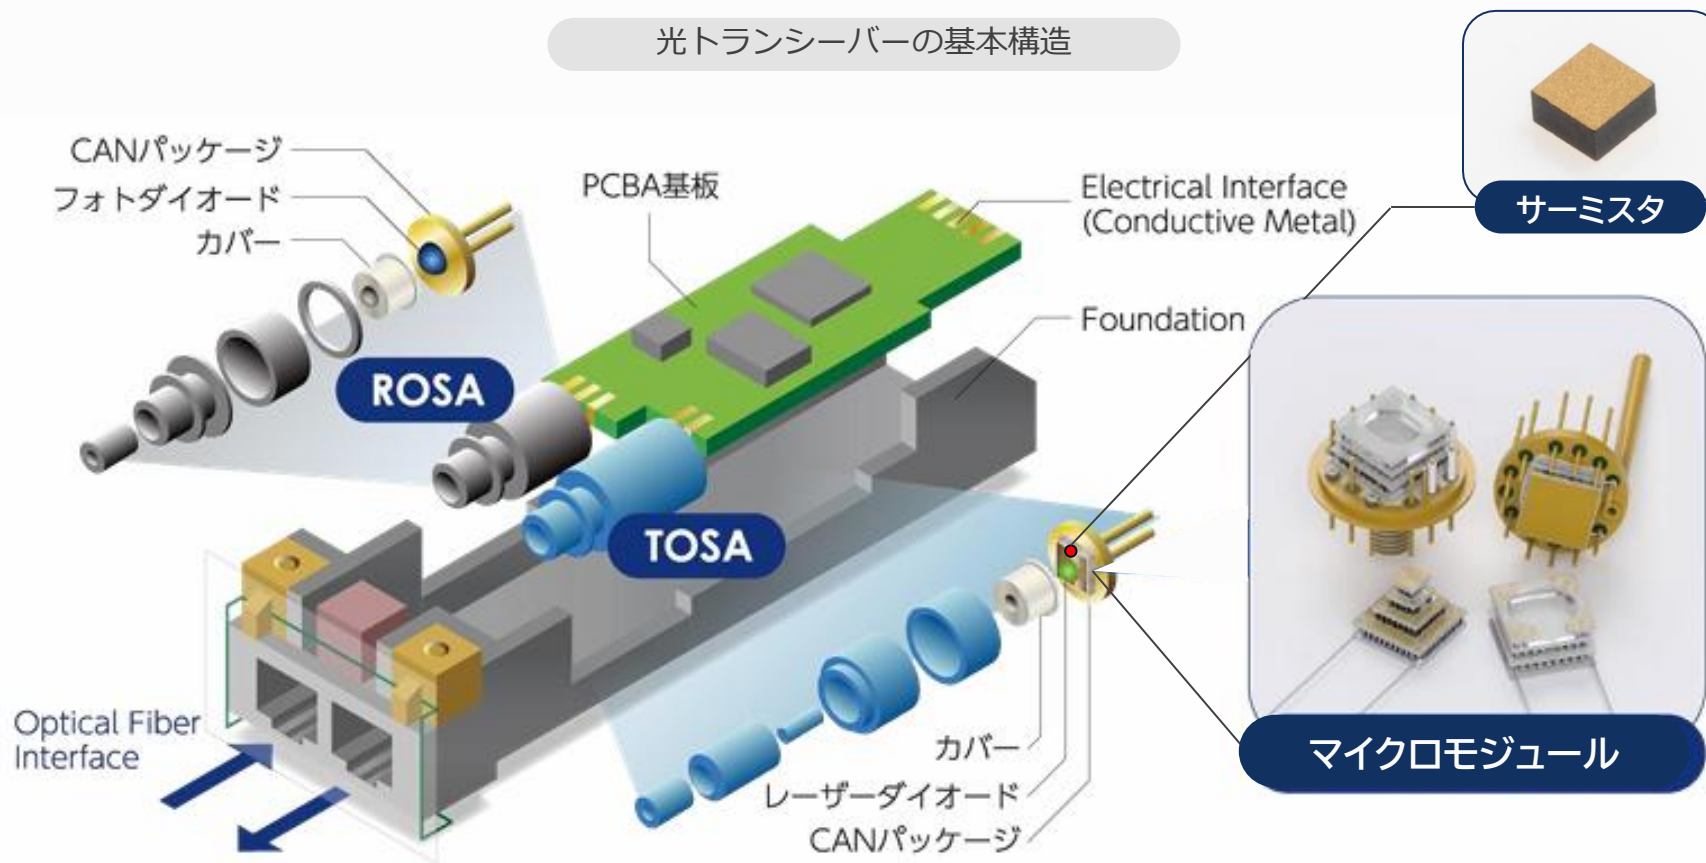 光トランシーバーの基本構造
CANパッケージ
フォトダイオード
カバー
PCBA基板
Electrical Interface
(Conductive Metal)
サーミスタ
Foundation
ROSA
TOSA
Optical Fiber
Interface
カバー
レーザーダイオード
CANパッケージ
マイクロモジュール